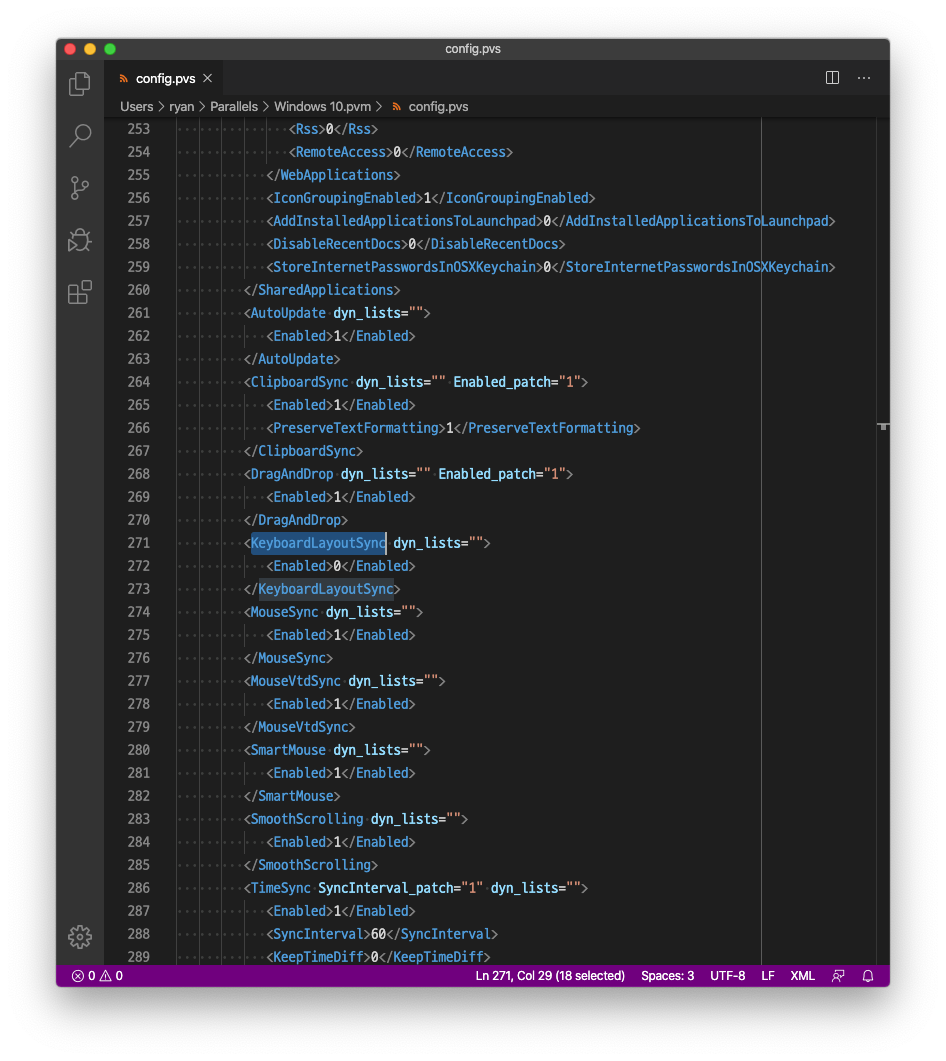 config.pvs
config.pvs
Users > ryan > Parallels > Windows 10.pvm > config.pvs
253 <Rss>0</Rss>
254 <RemoteAccess>0</RemoteAccess>
255 </WebApplications>
256 <IconGroupingEnabled>1</IconGroupingEnabled>
257 <AddInstalledApplicationsToLaunchpad>0</AddInstalledApplicationsToLaunchpad>
258 <DisableRecentDocs>0</DisableRecentDocs>
259 <StoreInternetPasswordsInOSXKeychain>0</StoreInternetPasswordsInOSXKeychain>
260 </SharedApplications>
261 <AutoUpdate dyn_lists="">
262 <Enabled>1</Enabled>
263 </AutoUpdate>
264 <ClipboardSync dyn_lists="" Enabled_patch="1">
265 <Enabled>1</Enabled>
266 <PreserveTextFormatting>1</PreserveTextFormatting>
267 </ClipboardSync>
268 <DragAndDrop dyn_lists="" Enabled_patch="1">
269 <Enabled>1</Enabled>
270 </DragAndDrop>
271 <KeyboardLayoutSync dyn_lists="">
272 <Enabled>0</Enabled>
273 </KeyboardLayoutSync>
274 <MouseSync dyn_lists="">
275 <Enabled>1</Enabled>
276 </MouseSync>
277 <MouseVtdSync dyn_lists="">
278 <Enabled>1</Enabled>
279 </MouseVtdSync>
280 <SmartMouse dyn_lists="">
281 <Enabled>1</Enabled>
282 </SmartMouse>
283 <SmoothScrolling dyn_lists="">
284 <Enabled>1</Enabled>
285 </SmoothScrolling>
286 <TimeSync SyncInterval_patch="1" dyn_lists="">
287 <Enabled>1</Enabled>
288 <SyncInterval>60</SyncInterval>
289 <KeepTimeDiff>0</KeepTimeDiff>
0 0 Ln 271, Col 29 (18 selected) Spaces: 3 UTF-8 LF XML